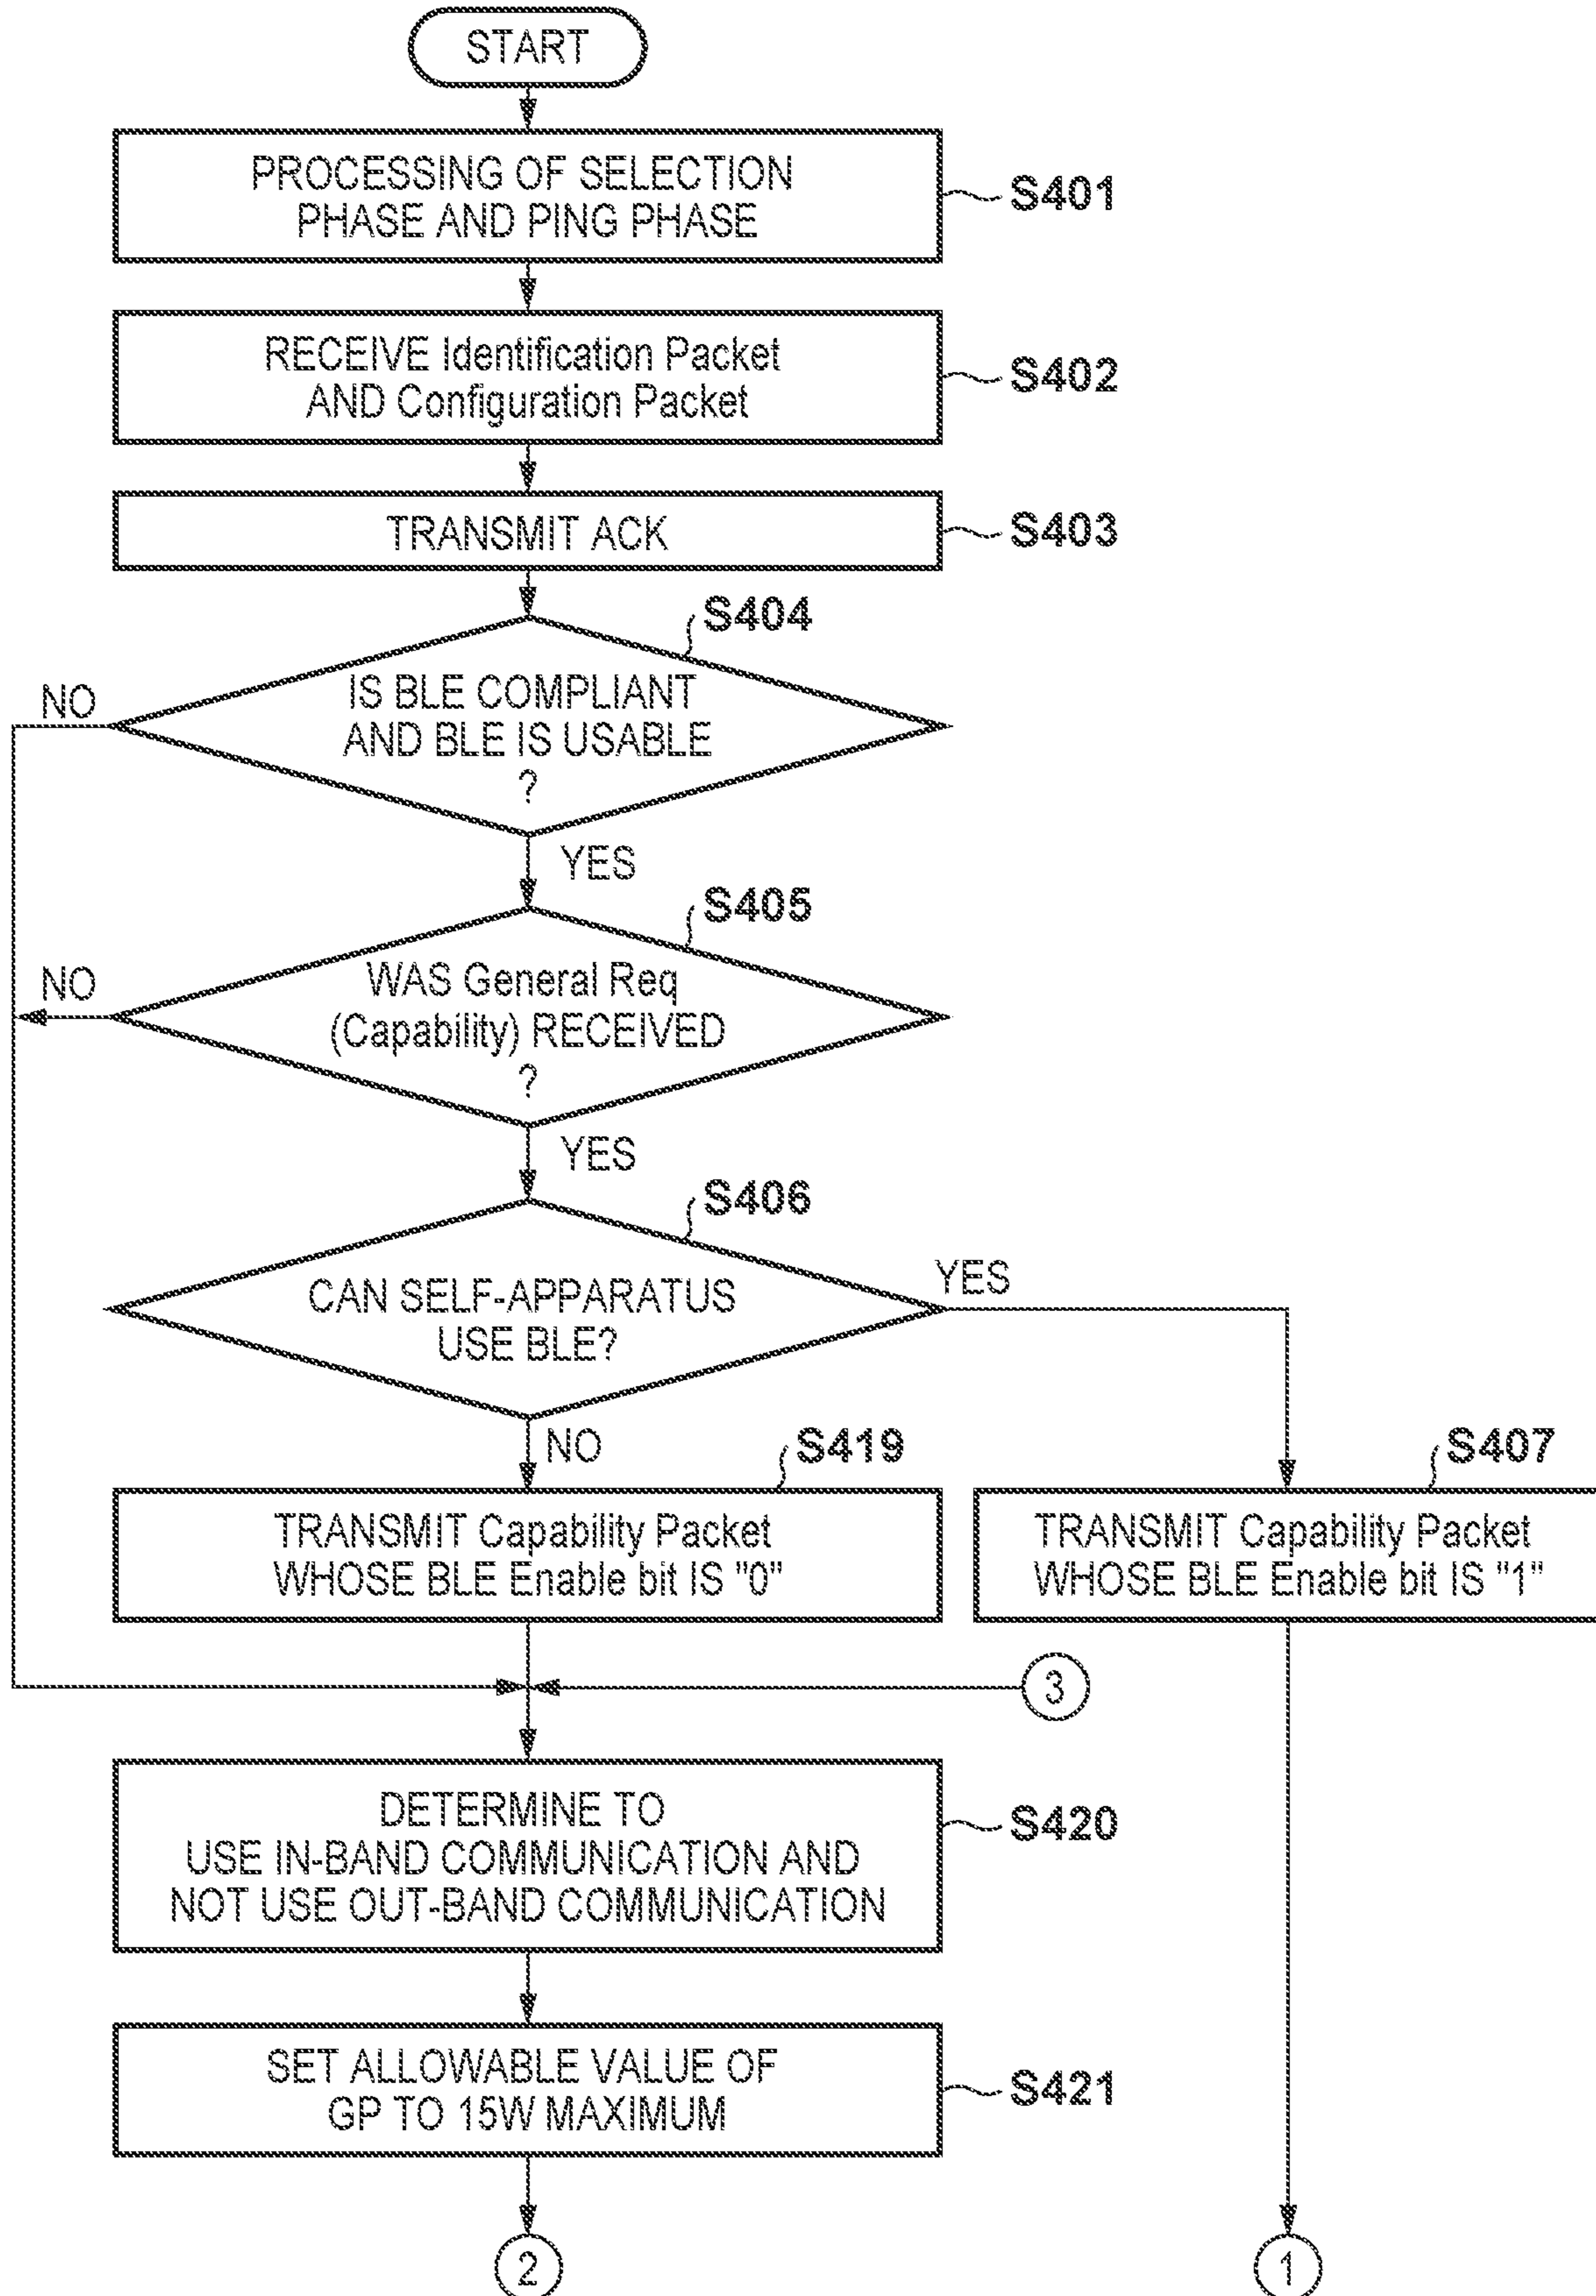 START
PROCESSING OF SELECTION
PHASE AND PING PHASE
S401
RECEIVE Identification Packet
AND Configuration Packet
S402
TRANSMIT ACK
S403
S404
IS BLE COMPLIANT
AND BLE IS USABLE
?
NO
YES
S405
WAS General Req
(Capability) RECEIVED
?
NO
YES
S406
CAN SELF-APPARATUS
USE BLE?
YES
NO
S419
TRANSMIT Capability Packet
WHOSE BLE Enable bit IS "0"
S407
TRANSMIT Capability Packet
WHOSE BLE Enable bit IS "1"
3
DETERMINE TO
USE IN-BAND COMMUNICATION AND
NOT USE OUT-BAND COMMUNICATION
S420
SET ALLOWABLE VALUE OF
GP TO 15W MAXIMUM
S421
2
1